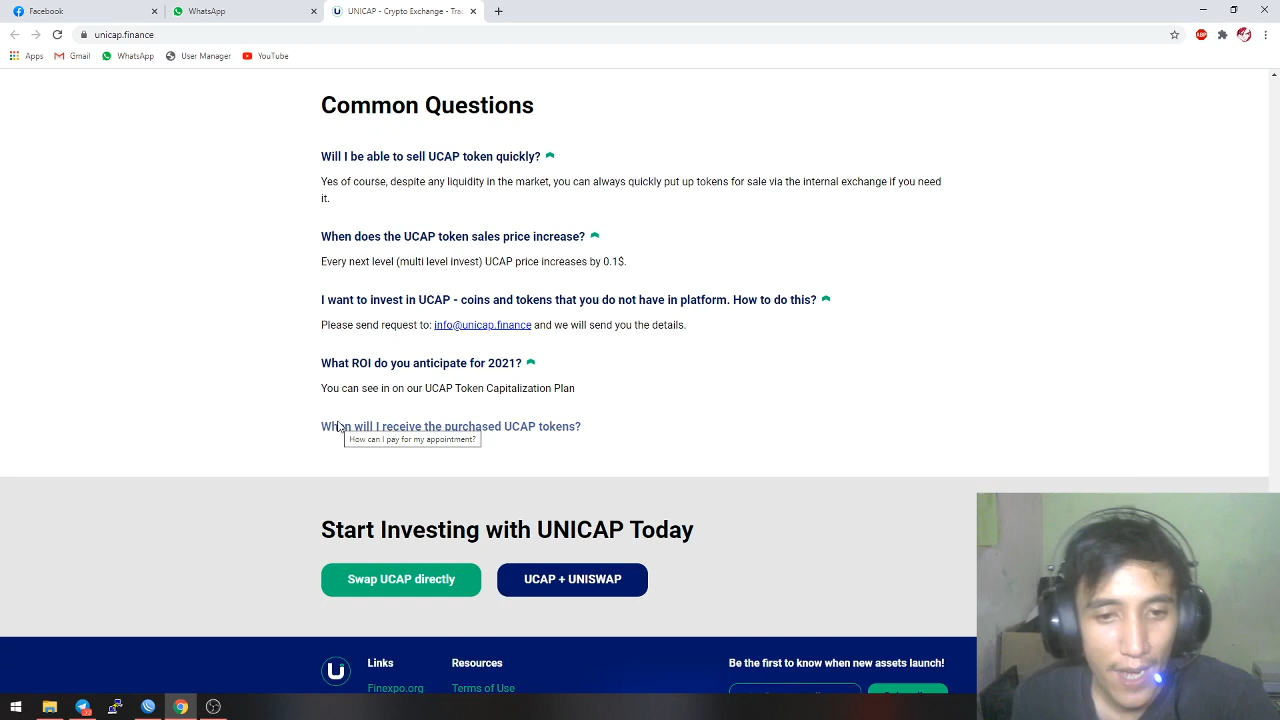 Facebook
WhatsApp
UNICAP - Crypto Exchange - Tra
unicap.finance
Apps
Gmail
WhatsApp
User Manager
YouTube
Common Questions
Will I be able to sell UCAP token quickly?
Yes of course, despite any liquidity in the market, you can always quickly put up tokens for sale via the internal exchange if you need
it.
When does the UCAP token sales price increase?
Every next level (multi level invest) UCAP price increases by 0.1$.
I want to invest in UCAP - coins and tokens that you do not have in platform. How to do this?
Please send request to: info@unicap.finance and we will send you the details.
What ROI do you anticipate for 2021?
You can see in on our UCAP Token Capitalization Plan
When will I receive the purchased UCAP tokens?
How can I pay for my appointment?
Start Investing with UNICAP Today
Swap UCAP directly
UCAP + UNISWAP
Links
Resources
Be the first to know when new assets launch!
Finexpo.org
Terms of Use